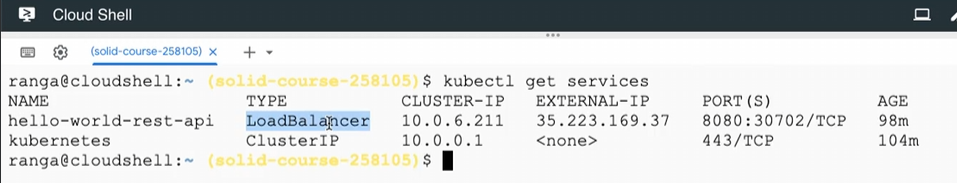 Cloud Shell
(solid-course-258105) × + ▾
ranga@cloudshell:~ (solid-course-258105)$ kubectl get services
NAME TYPE CLUSTER-IP EXTERNAL-IP PORT(S) AGE
hello-world-rest-api LoadBalancer 10.0.6.211 35.223.169.37 8080:30702/TCP 98m
kubernetes ClusterIP 10.0.0.1 <none> 443/TCP 104m
ranga@cloudshell:~ (solid-course-258105)$